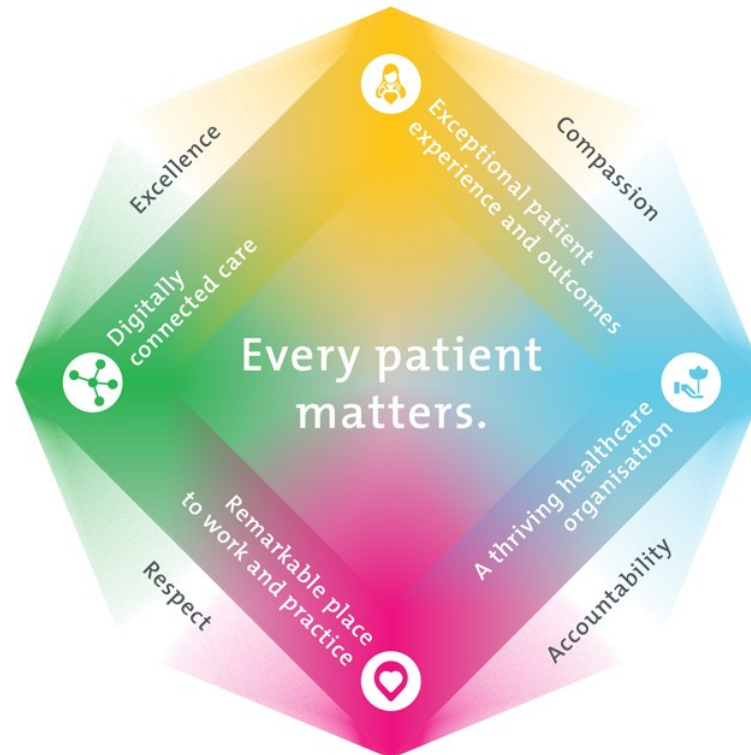 Excellence
Compassion
Exceptional patient
experience and outcomes
Digitally
connected care
Every patient
matters.
Remarkable place
to work and practice
A thriving healthcare
organisation
Respect
Accountability